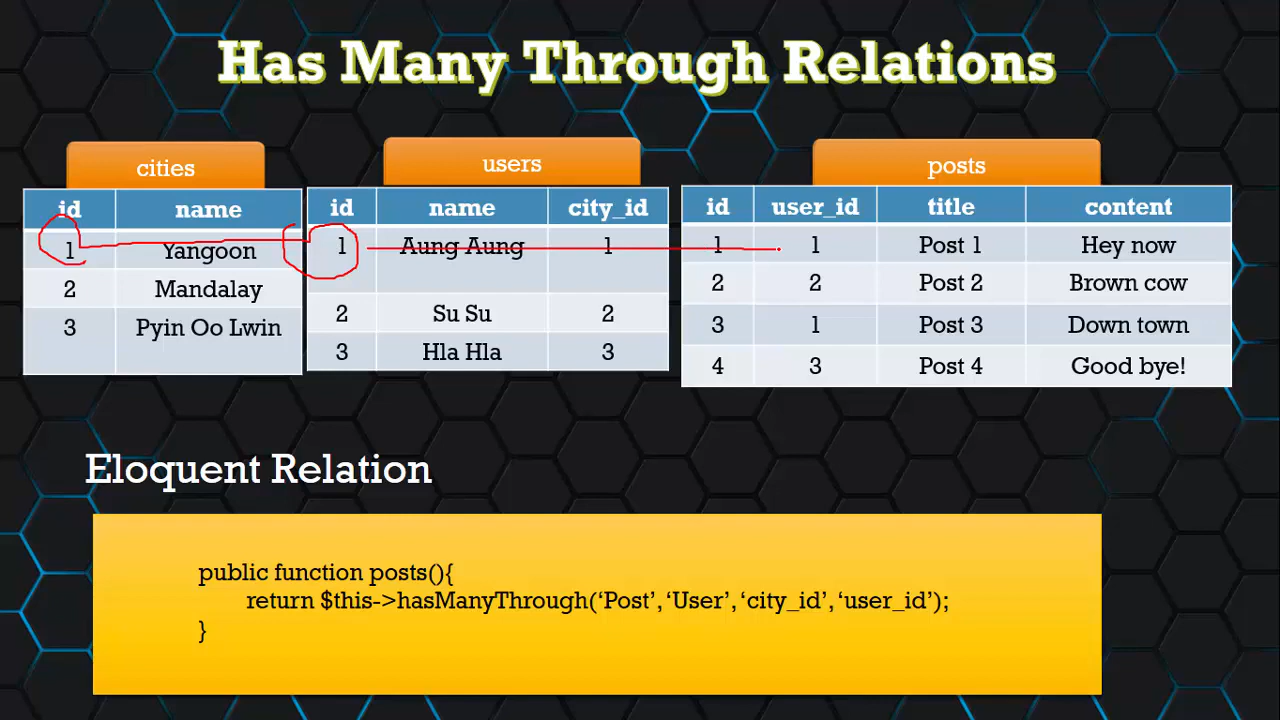 Has Many Through Relations
cities
id name
1 Yangoon
2 Mandalay
3 Pyin Oo Lwin
users
id name city_id
1 Aung Aung 1
2 Su Su 2
3 Hla Hla 3
posts
id user_id title content
1 1 Post 1 Hey now
2 2 Post 2 Brown cow
3 1 Post 3 Down town
4 3 Post 4 Good bye!
Eloquent Relation
public function posts(){
return $this->hasManyThrough(‘Post’,‘User’,‘city_id’,‘user_id’);
}